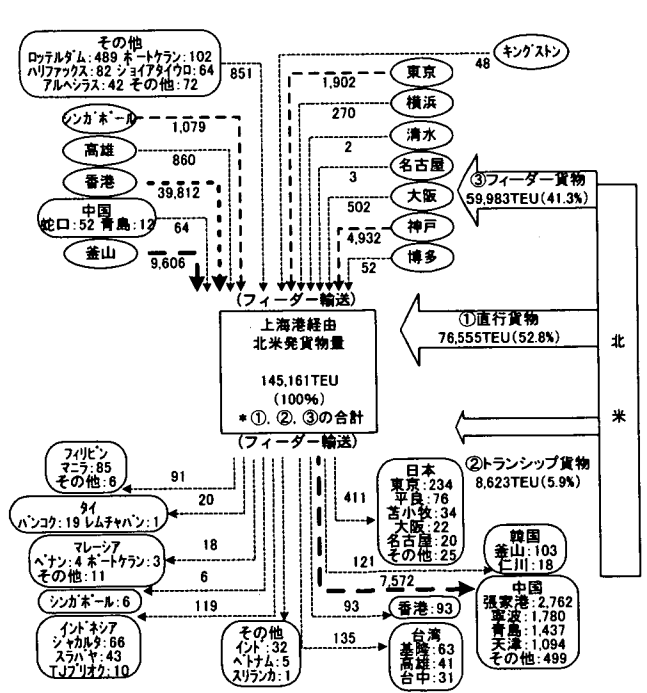 その他
ロッテルダム:489 ポートケラン:102
ハリファックス:82 ジョイアタイウロ:64
アルヘシラス:42 その他:72
851
キングストン
48
東京
1,902
横浜
270
清水
2
名古屋
3
大阪
502
神戸
4,932
博多
52
シンガポール
1,079
高雄
860
香港
39,812
中国
蛇口:52 青島:12
64
釜山
9,606
③フィーダー貨物
59,983TEU(41.3%)
①直行貨物
76,555TEU(52.8%)
②トランシップ貨物
8,623TEU(5.9%)
北
米
(フィーダー輸送)
上海港経由
北米発貨物量
145,161TEU
(100%)
*①,②,③の合計
(フィーダー輸送)
フィリピン
マニラ:85
その他:6
91
タイ
バンコク:19 レムチャバン:1
20
マレーシア
ペナン:4 ポートケラン:3
その他:11
18
シンガポール:6
6
インドネシア
ジャカルタ:66
スラバヤ:43
TJプリオク:10
119
その他
インド:32
ベトナム:5
スリランカ:1
411
日本
東京:234
平良:76
苫小牧:34
大阪:22
名古屋:20
その他:25
121
韓国
釜山:103
仁川:18
7,572
中国
張家港:2,762
寧波:1,780
青島:1,437
天津:1,094
その他:499
93
香港:93
135
台湾
基隆:63
高雄:41
台中:31